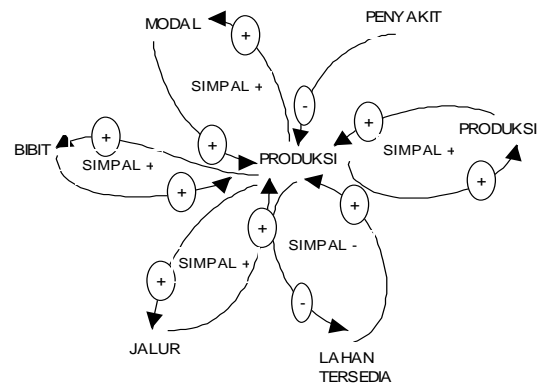 MODAL
PENYAKIT
+
SIMPAL +
-
+
PRODUKSI
BIBIT
+
SIMPAL +
+
PRODUKSI
SIMPAL +
+
+
+
SIMPAL +
+
+
SIMPAL -
-
JALUR
LAHAN
TERSEDIA